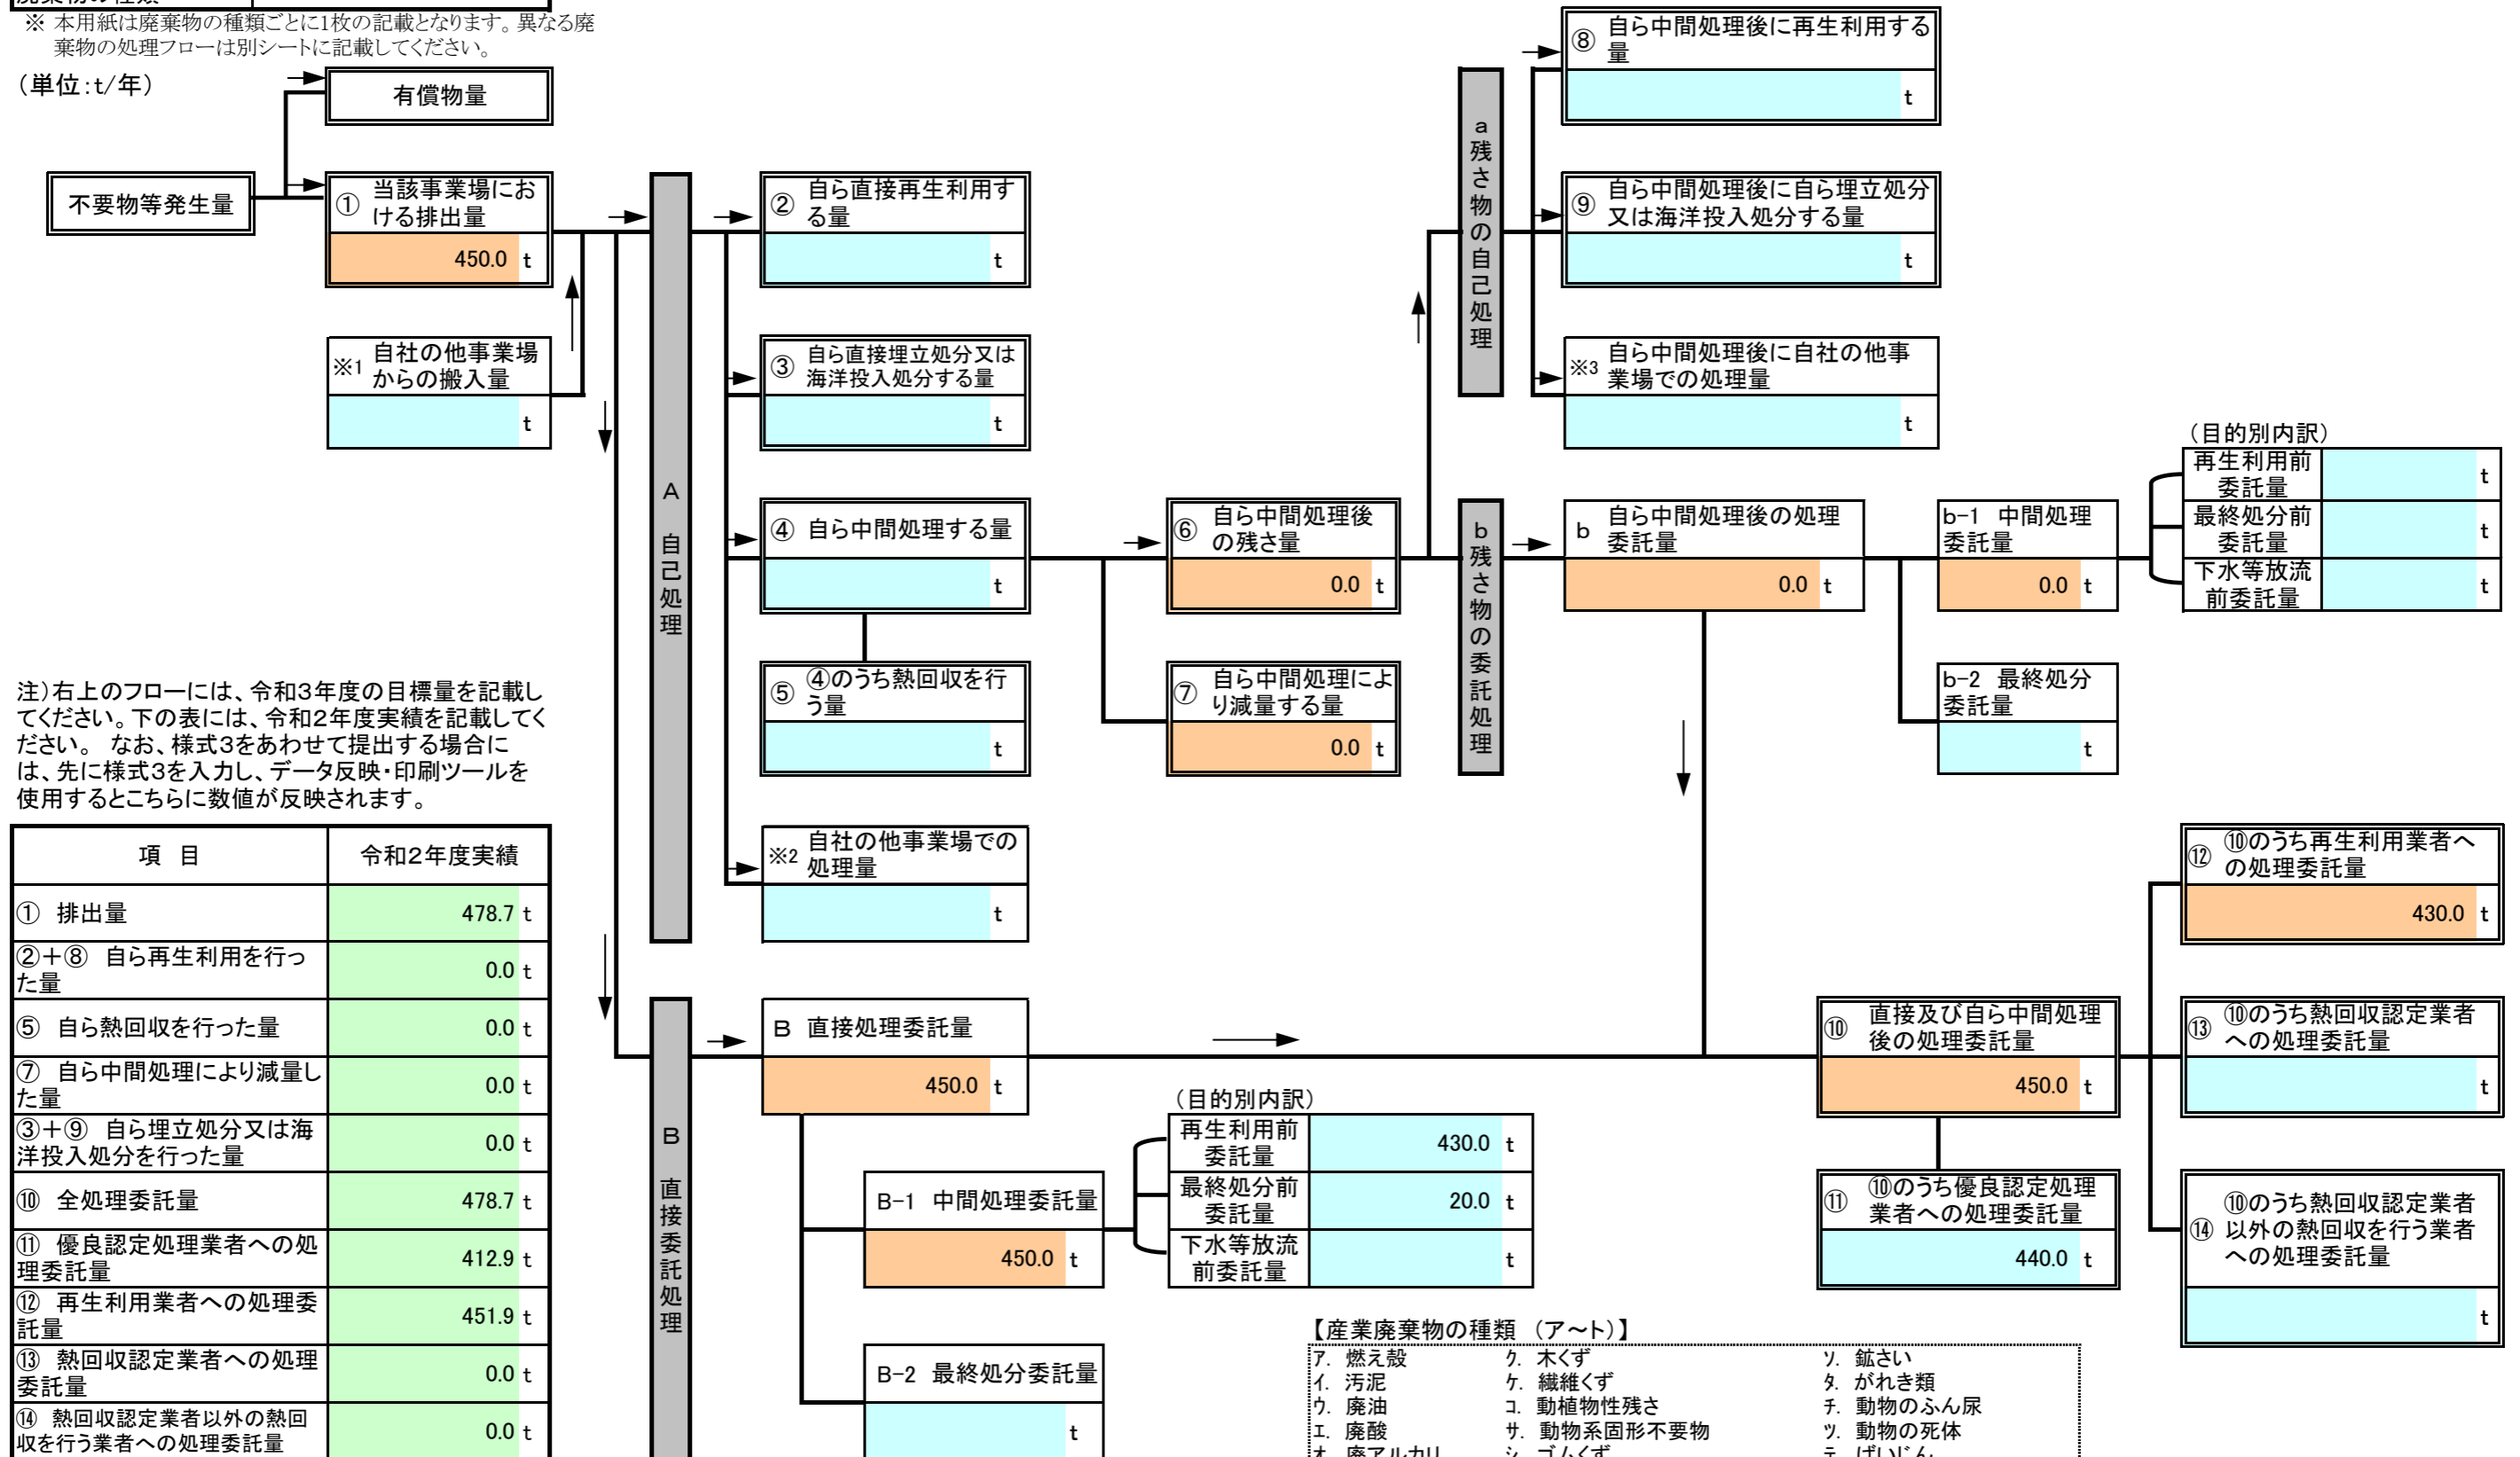 ※ 本用紙は廃棄物の種類ごとに1枚の記載となります。異なる廃
棄物の処理フローは別シートに記載してください。
（単位：t/年）
有償物量
不要物等発生量
① 当該事業場にお
ける排出量
450.0 t
※1 自社の他事業場
からの搬入量
t
A 自己処理
② 自ら直接再生利用す
る量
t
③ 自ら直接埋立処分又は
海洋投入処分する量
t
④ 自ら中間処理する量
t
⑤ ④のうち熱回収を行
う量
t
※2 自社の他事業場での
処理量
t
⑥ 自ら中間処理後
の残さ量
0.0 t
⑦ 自ら中間処理によ
り減量する量
0.0 t
a 残さ物の自己処理
⑧ 自ら中間処理後に再生利用する
量
t
⑨ 自ら中間処理後に自ら埋立処分
又は海洋投入処分する量
t
※3 自ら中間処理後に自社の他事
業場での処理量
t
b 残さ物の委託処理
b 自ら中間処理後の処理
委託量
0.0 t
b-1 中間処理
委託量
0.0 t
b-2 最終処分
委託量
t
（目的別内訳）
再生利用前
委託量
t
最終処分前
委託量
t
下水等放流
前委託量
t
注）右上のフローには、令和3年度の目標量を記載し
てください。下の表には、令和2年度実績を記載してく
ださい。 なお、様式3をあわせて提出する場合に
は、先に様式3を入力し、データ反映・印刷ツールを
使用するとこちらに数値が反映されます。
項 目 令和2年度実績
① 排出量 478.7 t
②＋⑧ 自ら再生利用を行っ
た量 0.0 t
⑤ 自ら熱回収を行った量 0.0 t
⑦ 自ら中間処理により減量し
た量 0.0 t
③＋⑨ 自ら埋立処分又は海
洋投入処分を行った量 0.0 t
⑩ 全処理委託量 478.7 t
⑪ 優良認定処理業者への処
理委託量 412.9 t
⑫ 再生利用業者への処理委
託量 451.9 t
⑬ 熱回収認定業者への処理
委託量 0.0 t
⑭ 熱回収認定業者以外の熱回
収を行う業者への処理委託量 0.0 t
B 直接委託処理
B 直接処理委託量
450.0 t
B-1 中間処理委託量
450.0 t
B-2 最終処分委託量
t
（目的別内訳）
再生利用前
委託量
430.0 t
最終処分前
委託量
20.0 t
下水等放流
前委託量
t
⑩ 直接及び自ら中間処理
後の処理委託量
450.0 t
⑪ ⑩のうち優良認定処理
業者への処理委託量
440.0 t
⑫ ⑩のうち再生利用業者へ
の処理委託量
430.0 t
⑬ ⑩のうち熱回収認定業者
への処理委託量
t
⑭ ⑩のうち熱回収認定業者
以外の熱回収を行う業者
への処理委託量
t
【産業廃棄物の種類 （ア～ト）】
ア. 燃え殻 ク. 木くず ソ. 鉱さい
イ. 汚泥 ケ. 繊維くず タ. がれき類
ウ. 廃油 コ. 動植物性残さ チ. 動物のふん尿
エ. 廃酸 サ. 動物系固形不要物 ツ. 動物の死体
オ. 廃アルカリ シ. ゴムくず テ. ばいじん